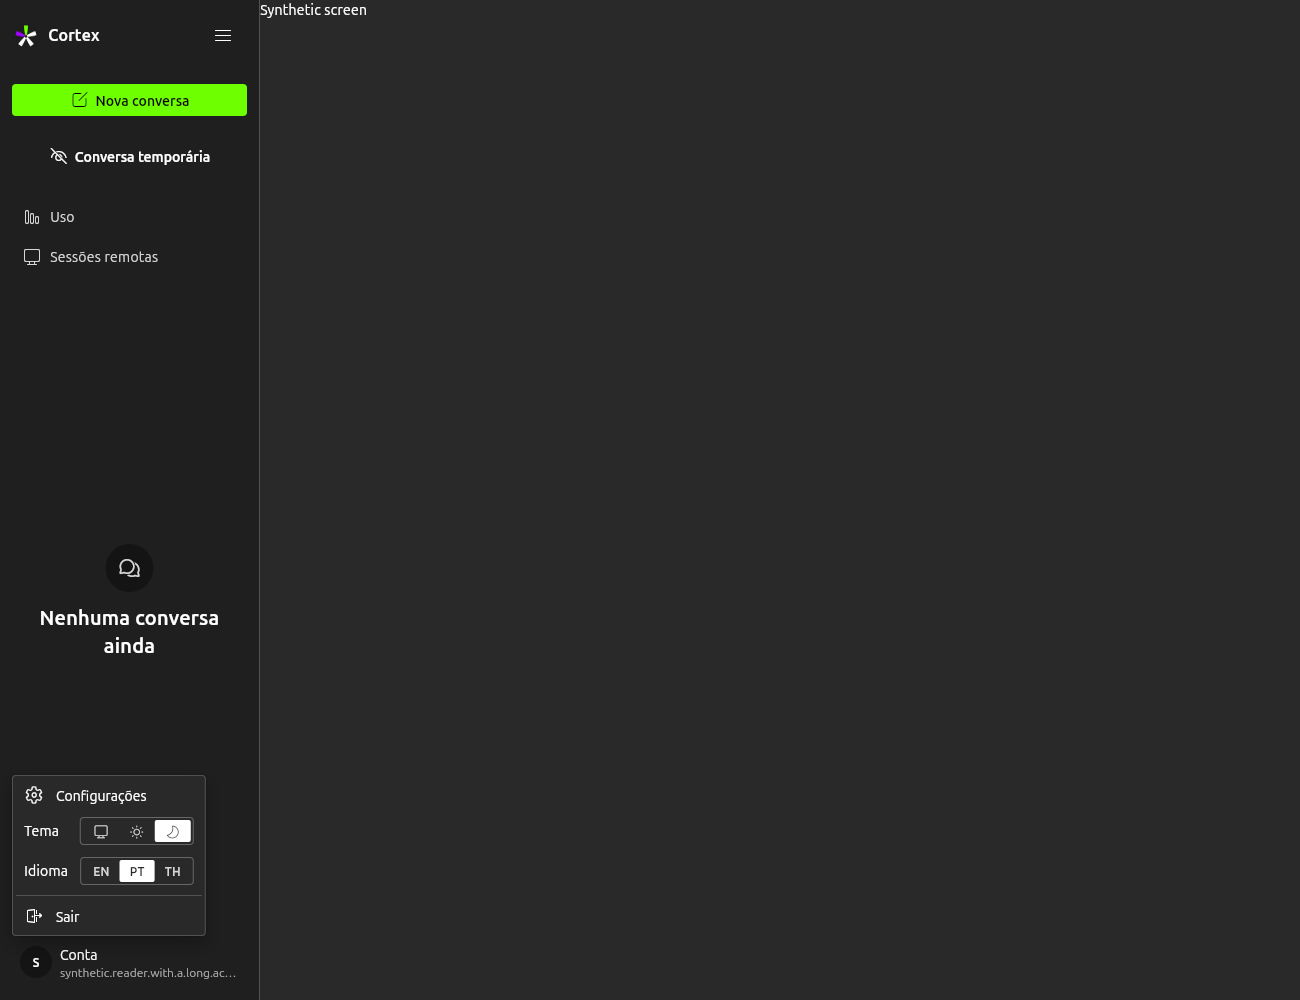 Cortex
Synthetic screen
Nova conversa
Conversa temporária
Uso
Sessões remotas
Nenhuma conversa
ainda
Configurações
Tema
Idioma EN PT TH
Sair
S
Conta
synthetic.reader.with.a.long.ac…